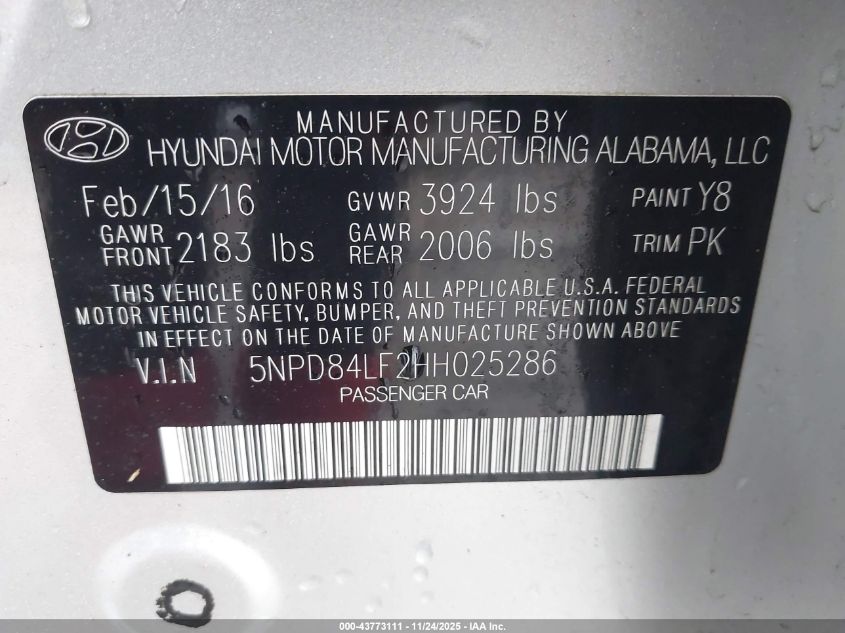 MANUFACTURED BY
HYUNDAI MOTOR MANUFACTURING ALABAMA, LLC
Feb/15/16 GVWR 3924 lbs PAINT Y8
GAWR FRONT 2183 lbs GAWR REAR 2006 lbs TRIM PK
THIS VEHICLE CONFORMS TO ALL APPLICABLE U.S.A. FEDERAL
MOTOR VEHICLE SAFETY, BUMPER, AND THEFT PREVENTION STANDARDS
IN EFFECT ON THE DATE OF MANUFACTURE SHOWN ABOVE.
V.I.N 5NPD84LF2HH025286
PASSENGER CAR
000-43773111 - 11/24/2025 - IAA Inc.